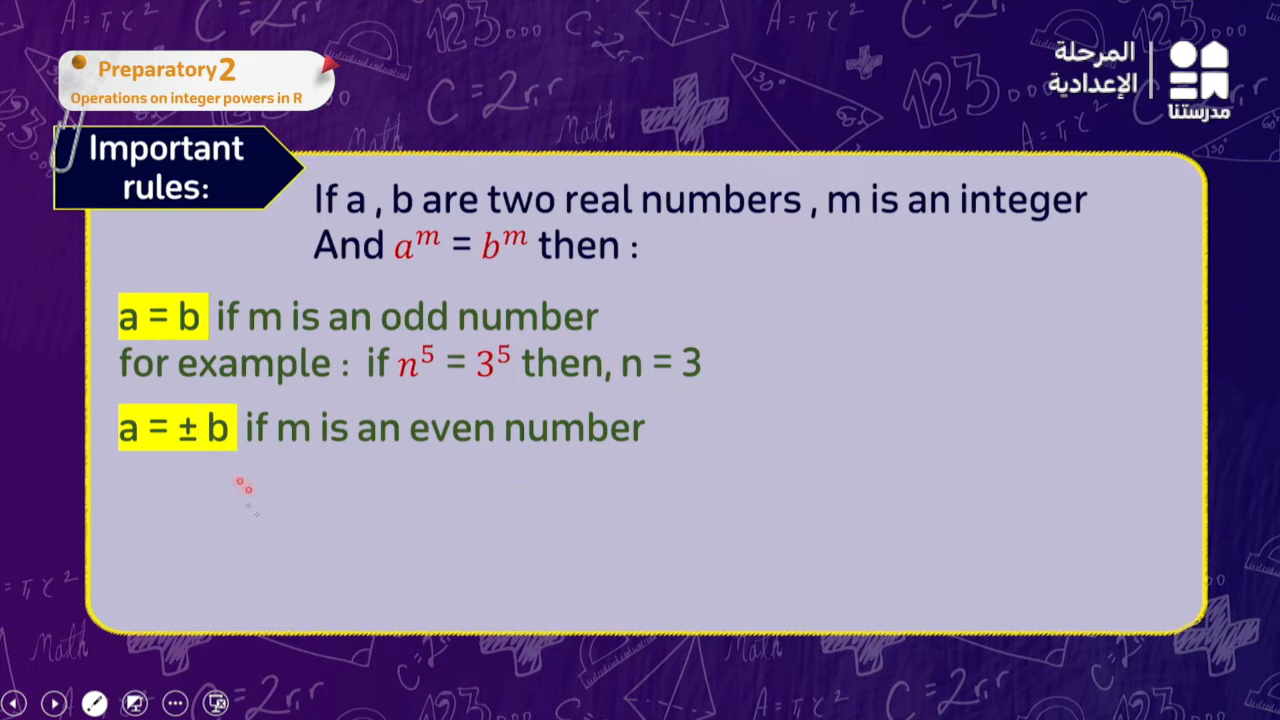 Preparatory 2
Operations on integer powers in R
المرحلة
الإعدادية
مدرستنا
Important
rules:
If a , b are two real numbers , m is an integer
And a^m = b^m then :
a = b if m is an odd number
for example : if n^5 = 3^5 then, n = 3
a = ± b if m is an even number